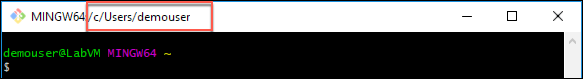 MINGW64:/c/Users/demouser
demouser@LabVM MINGW64 ~
$